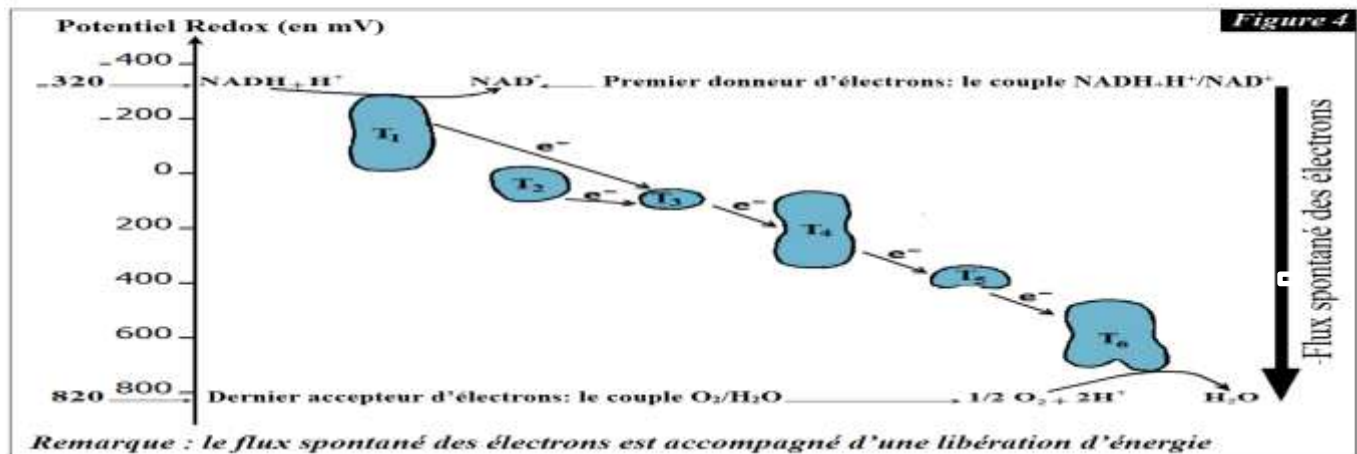 Potentiel Redox (en mV)
Figure 4
-400
-320
NADH + H⁺
NAD⁺
Premier donneur d'électrons: le couple NADH+H⁺/NAD⁺
-200
T₁
e⁻
0
T₂
e⁻
T₃
e⁻
200
T₄
e⁻
400
T₅
e⁻
600
T₆
800
820
Dernier accepteur d'électrons: le couple O₂/H₂O
1/2 O₂ + 2H⁺
H₂O
-Flux spontané des électrons
Remarque : le flux spontané des électrons est accompagné d'une libération d'énergie